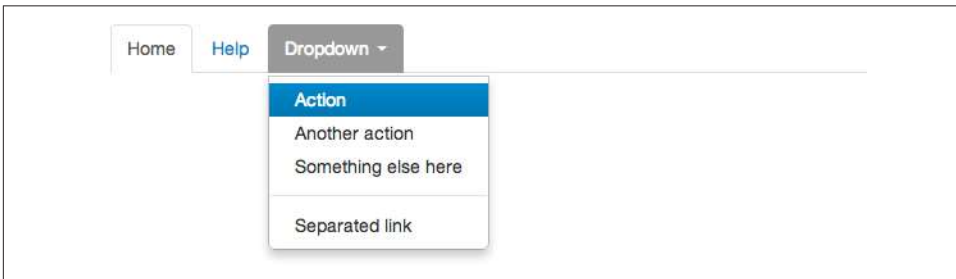 Home Help Dropdown
Action
Another action
Something else here
Separated link